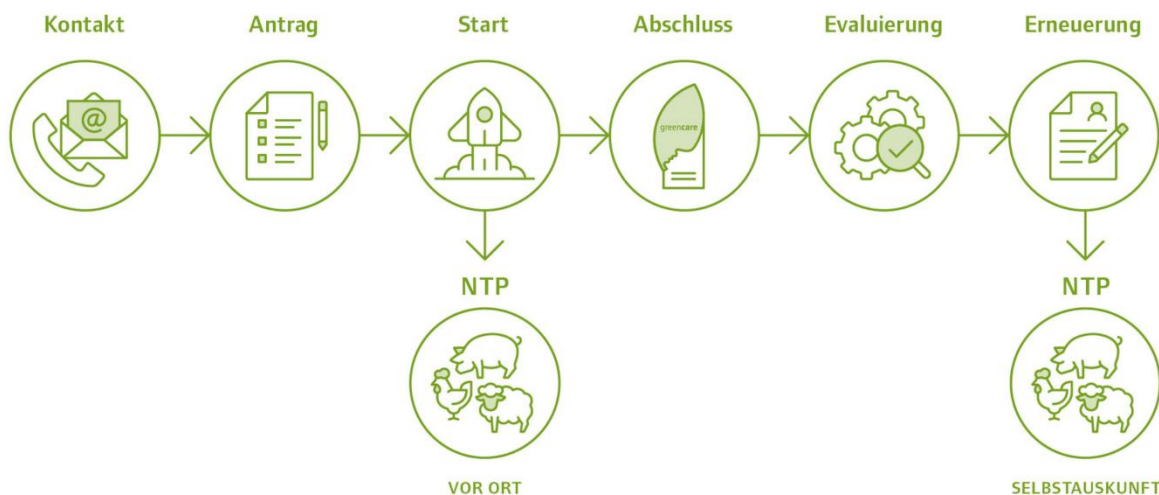 Kontakt
Antrag
Start
Abschluss
Evaluierung
Erneuerung
@
greencare
NTP
NTP
VOR ORT
SELBSTAUSKUNFT